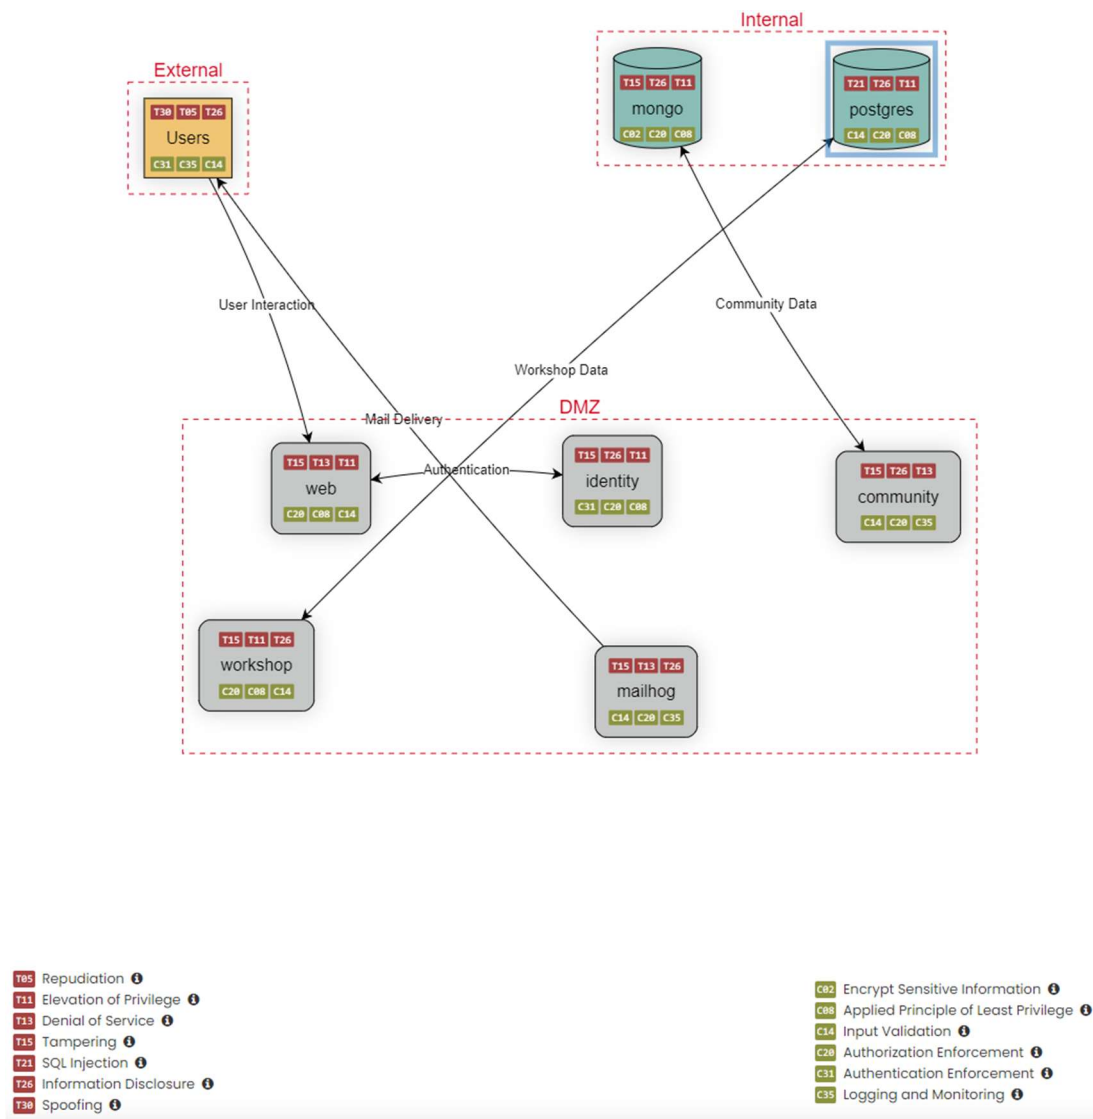 Internal
External
T15 T26 T11
mongo
C02 C20 C08
T21 T26 T11
postgres
C14 C20 C08
T30 T05 T26
Users
C31 C35 C14
User Interaction
Community Data
Workshop Data
DMZ
Mail Delivery
Authentication
T15 T13 T11
web
C20 C08 C14
T15 T26 T11
identity
C31 C20 C08
T15 T26 T13
community
C14 C20 C35
T15 T11 T26
workshop
C20 C08 C14
T15 T13 T26
mailhog
C14 C20 C35
T05 Repudiation
T11 Elevation of Privilege
T13 Denial of Service
T15 Tampering
T21 SQL Injection
T26 Information Disclosure
T30 Spoofing
C02 Encrypt Sensitive Information
C08 Applied Principle of Least Privilege
C14 Input Validation
C20 Authorization Enforcement
C31 Authentication Enforcement
C35 Logging and Monitoring